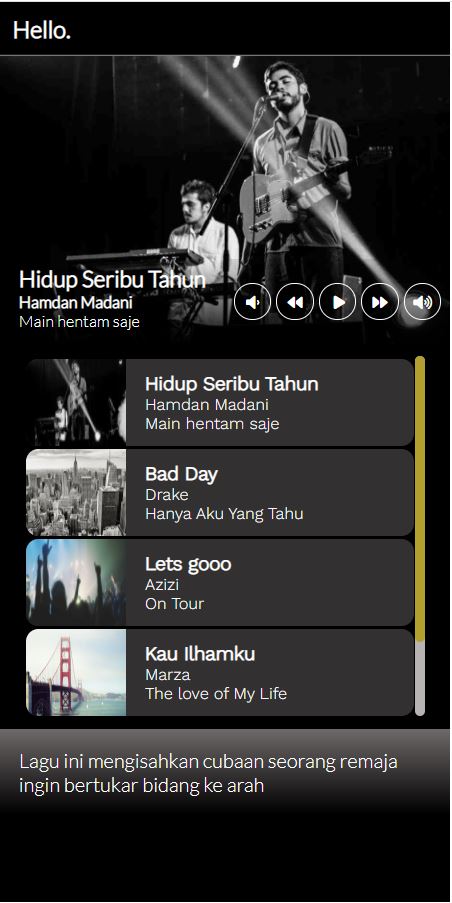 Hello.
Hidup Seribu Tahun
Hamdan Madani
Main hentam saje
Hidup Seribu Tahun
Hamdan Madani
Main hentam saje
Bad Day
Drake
Hanya Aku Yang Tahu
Lets gooo
Azizi
On Tour
Kau Ilhamku
Marza
The love of My Life
Lagu ini mengisahkan cubaan seorang remaja
ingin bertukar bidang ke arah